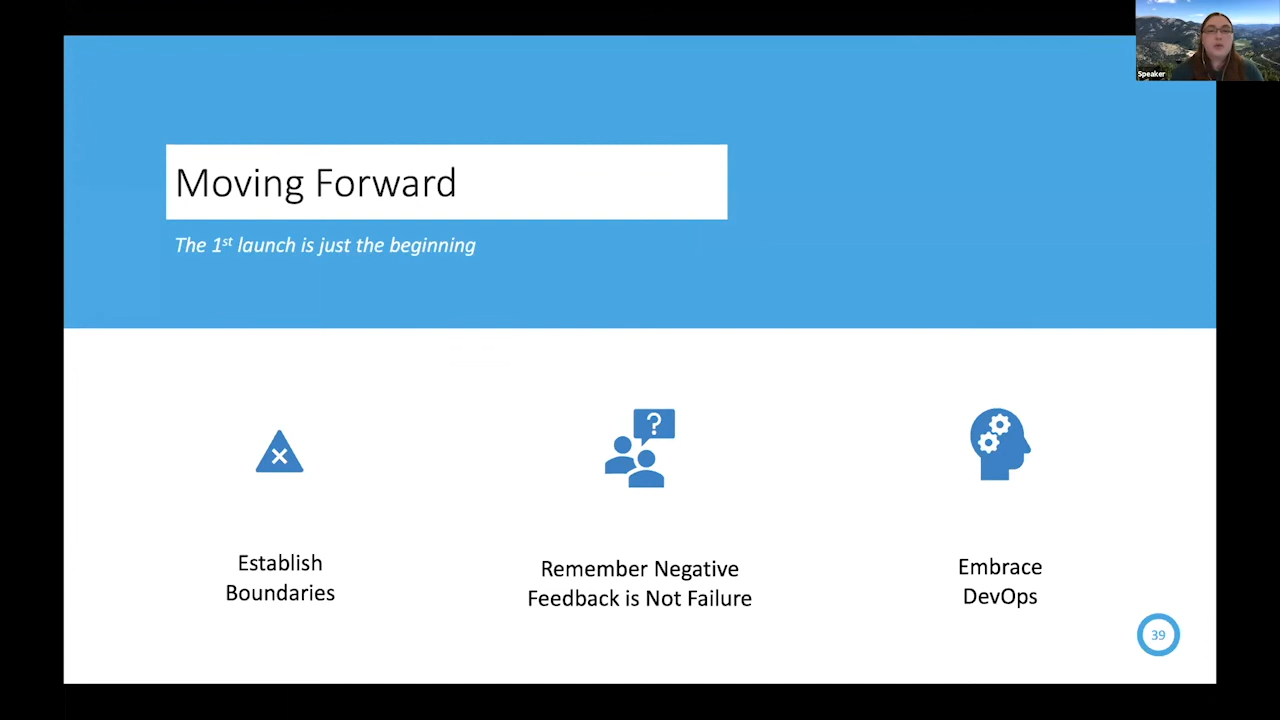 Speaker
Moving Forward
The 1st launch is just the beginning
?
Establish
Boundaries
Remember Negative
Feedback is Not Failure
Embrace
DevOps
39